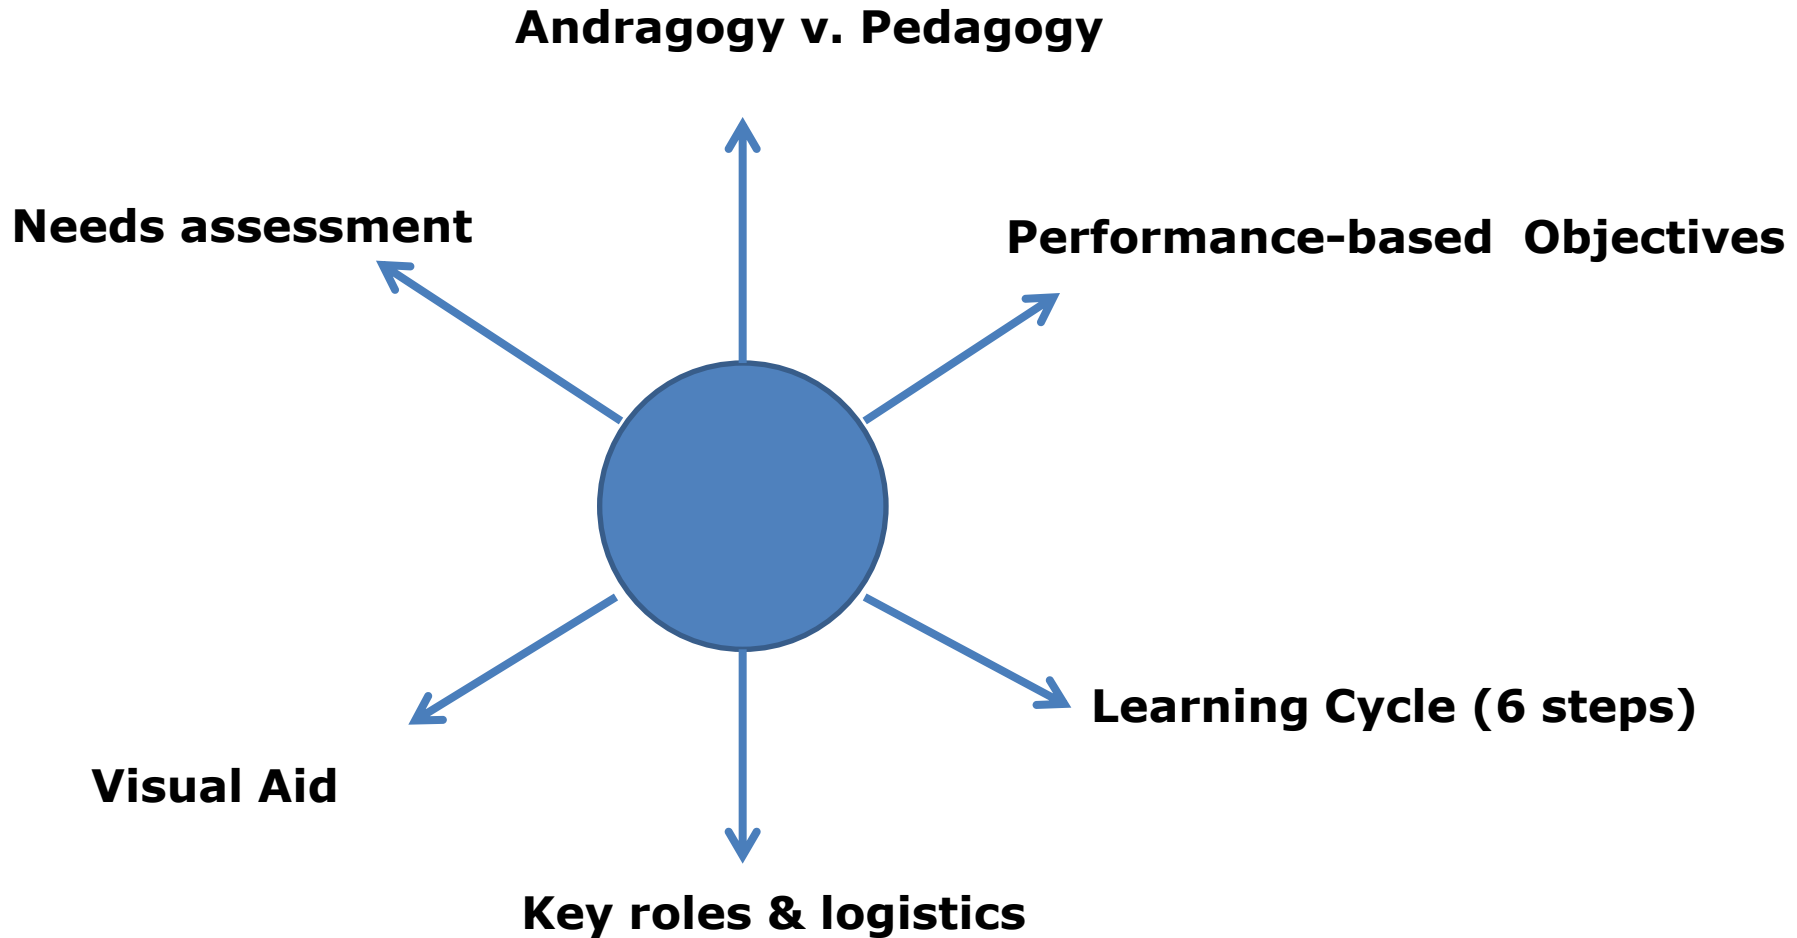 Andragogy v. Pedagogy
Needs assessment
Performance-based  Objectives
Learning Cycle (6 steps)
Visual Aid
Key roles & logistics